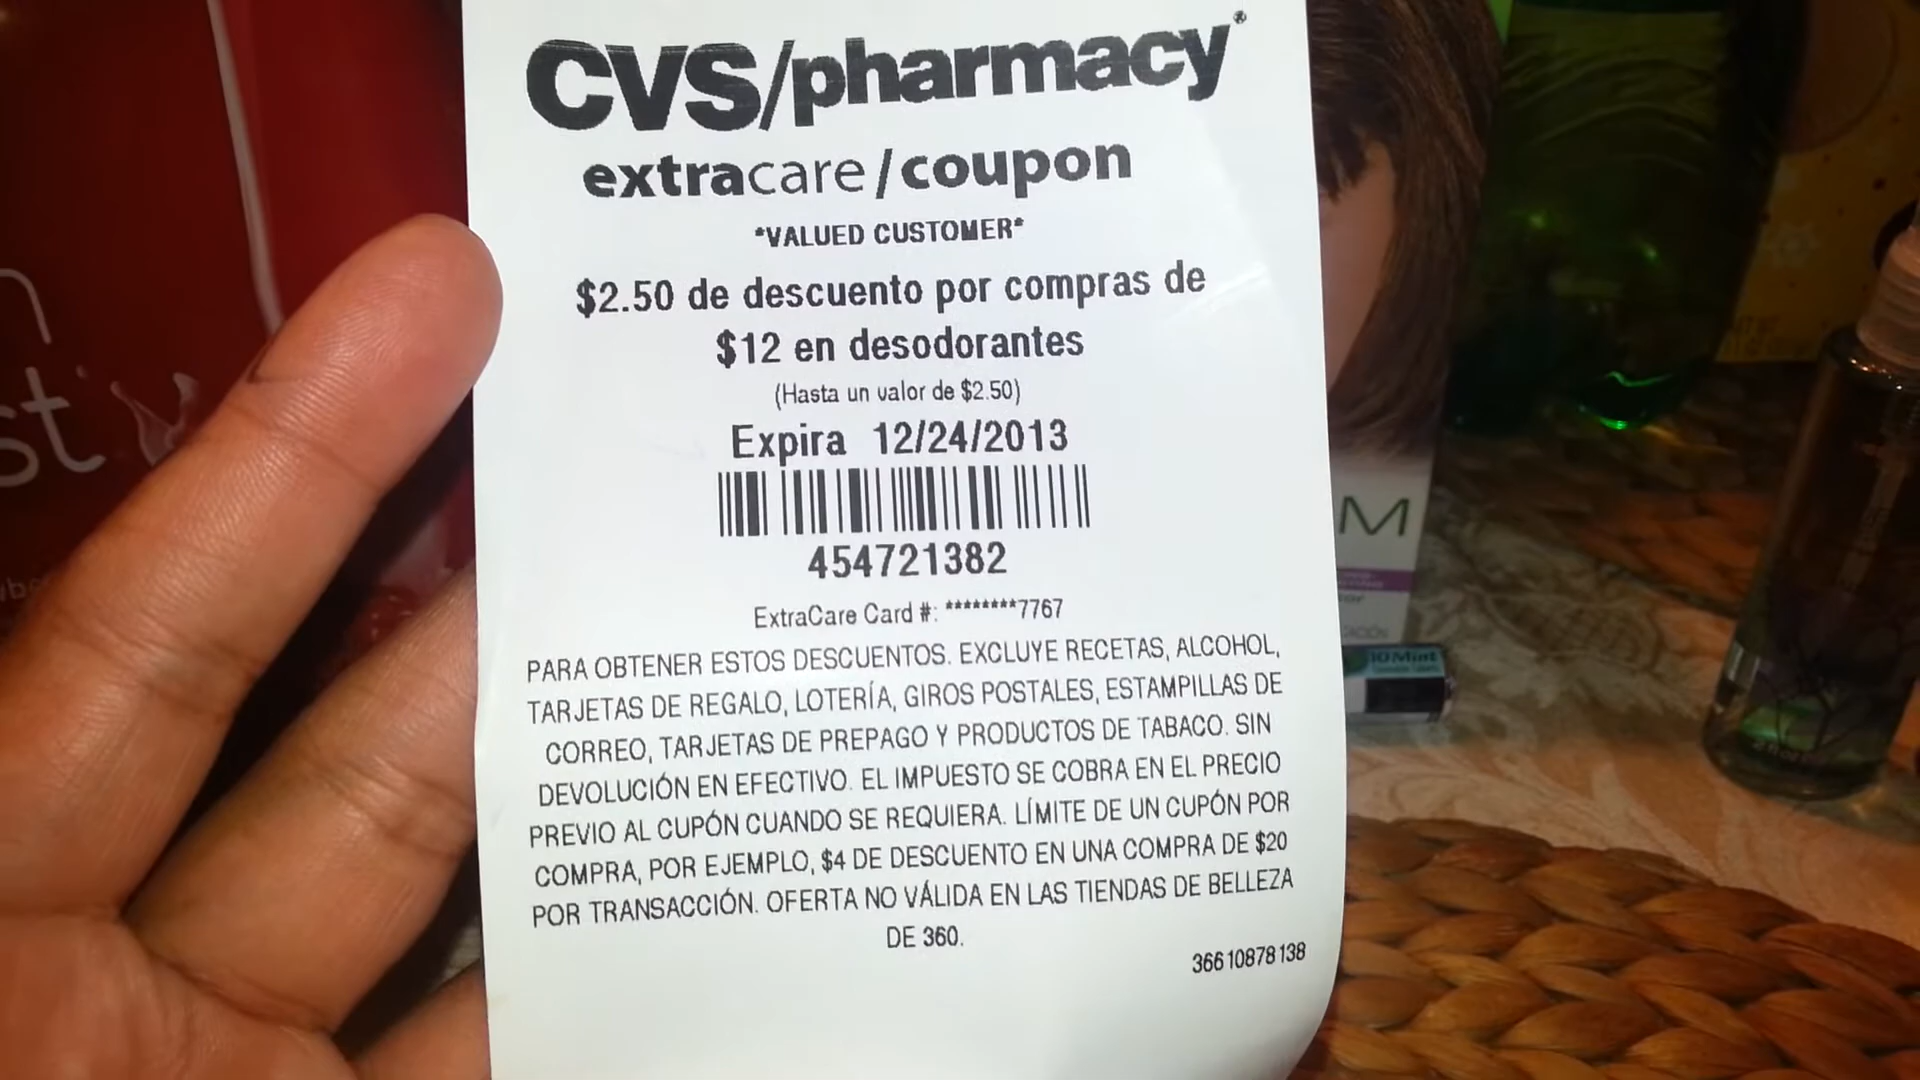 CVS/pharmacy®
extracare/coupon
*VALUED CUSTOMER*
$2.50 de descuento por compras de
$12 en desodorantes
(Hasta un valor de $2.50)
Expira 12/24/2013
454721382
ExtraCare Card #: ********7767
PARA OBTENER ESTOS DESCUENTOS. EXCLUYE RECETAS, ALCOHOL,
TARJETAS DE REGALO, LOTERÍA, GIROS POSTALES, ESTAMPILLAS DE
CORREO, TARJETAS DE PREPAGO Y PRODUCTOS DE TABACO. SIN
DEVOLUCIÓN EN EFECTIVO. EL IMPUESTO SE COBRA EN EL PRECIO
PREVIO AL CUPÓN CUANDO SE REQUIERA. LÍMITE DE UN CUPÓN POR
COMPRA, POR EJEMPLO, $4 DE DESCUENTO EN UNA COMPRA DE $20
POR TRANSACCIÓN. OFERTA NO VÁLIDA EN LAS TIENDAS DE BELLEZA
DE 360.
36610878138
M
10 Mint